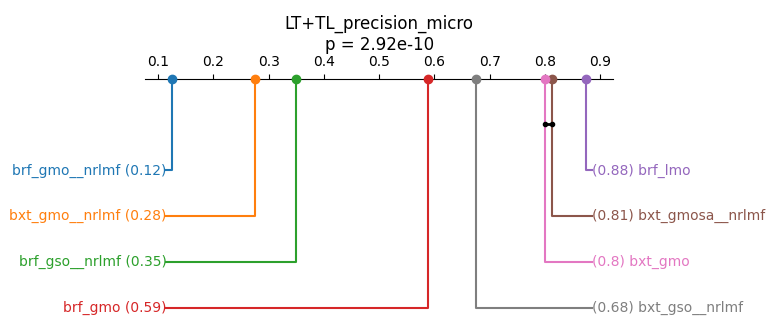 LT+TL_precision_micro
p = 2.92e-10
0.1 0.2 0.3 0.4 0.5 0.6 0.7 0.8 0.9
brf_gmo__nrlmf (0.12) (0.88) brf_lmo
bxt_gmo__nrlmf (0.28) (0.81) bxt_gmosa__nrlmf
brf_gso__nrlmf (0.35) (0.8) bxt_gmo
brf_gmo (0.59) (0.68) bxt_gso__nrlmf